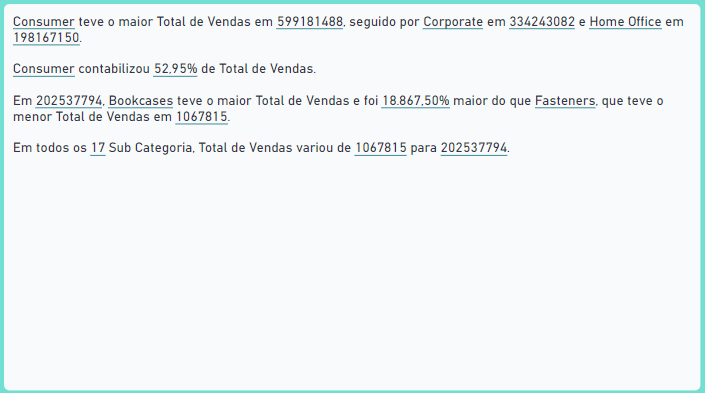 Consumer teve o maior Total de Vendas em 599181488, seguido por Corporate em 334243082 e Home Office em
198167150.
Consumer contabilizou 52,95% de Total de Vendas.
Em 202537794, Bookcases teve o maior Total de Vendas e foi 18.867,50% maior do que Fasteners, que teve o
menor Total de Vendas em 1067815.
Em todos os 17 Sub Categoria, Total de Vendas variou de 1067815 para 202537794.